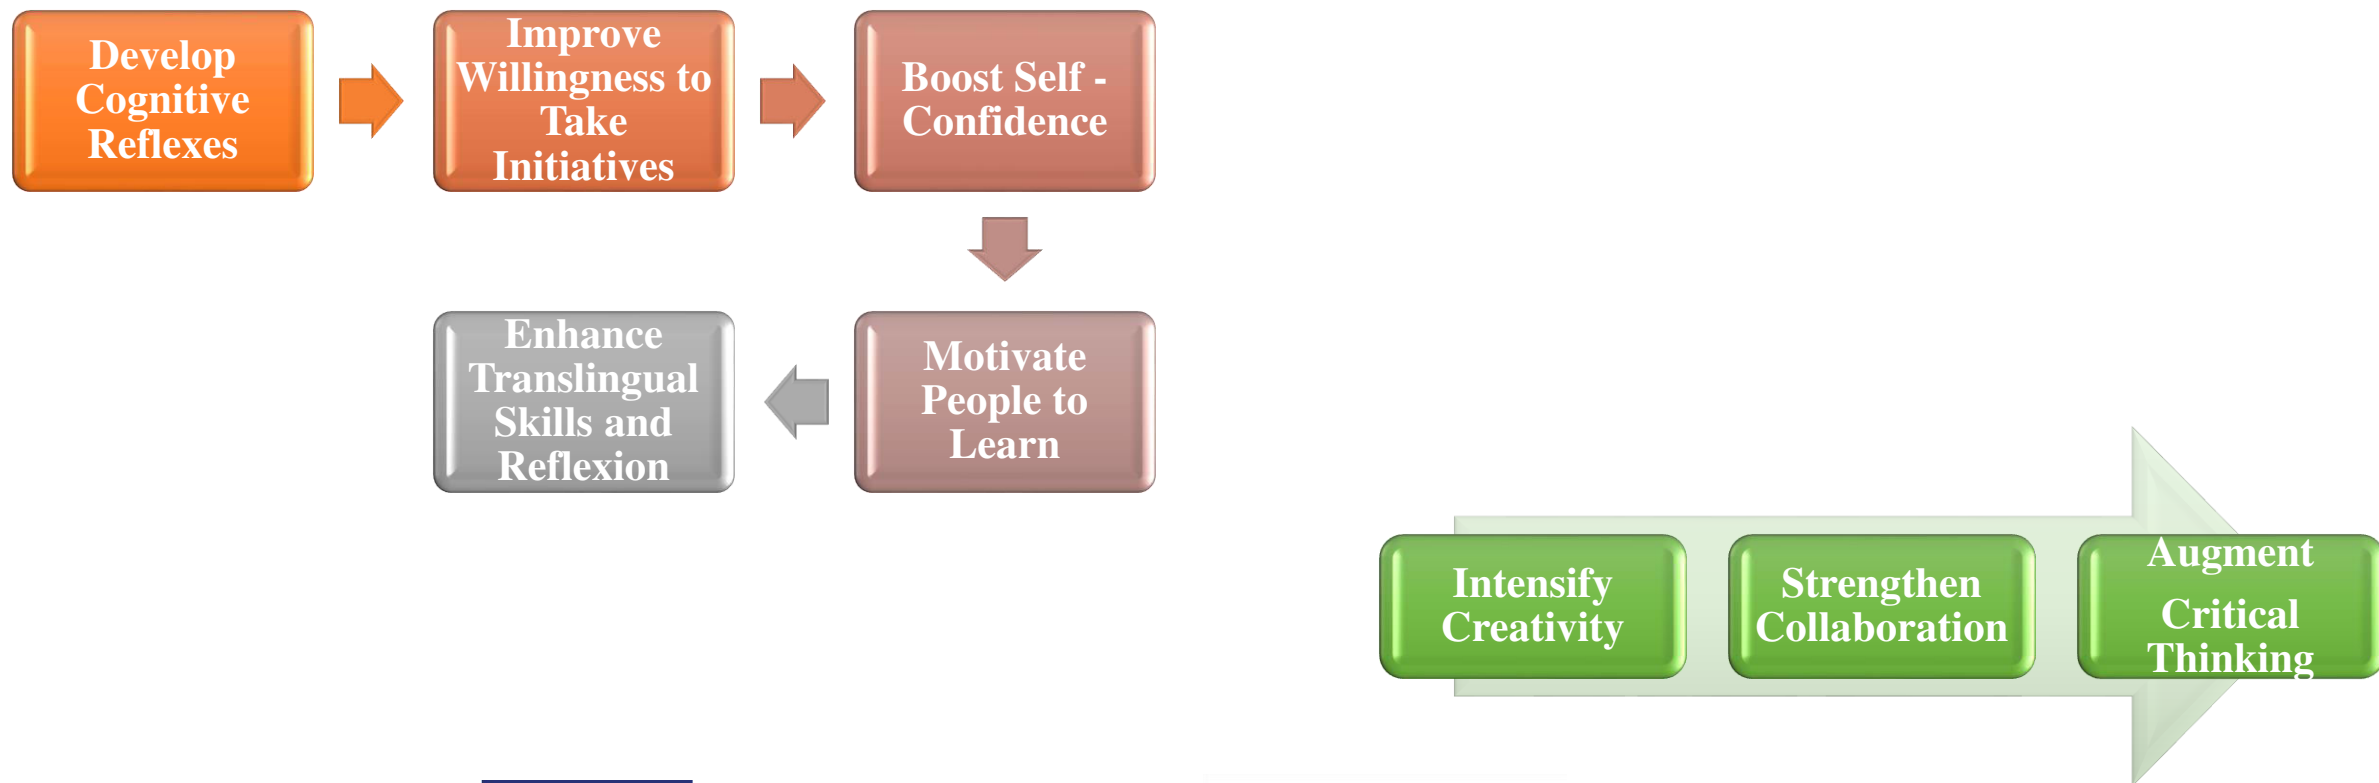 Develop
Cognitive
Reflexes
Improve
Willingness to
Take
Initiatives
Boost Self -
Confidence
Motivate
People to
Learn
Enhance
Translingual
Skills and
Reflexion
Intensify
Creativity
Strengthen
Collaboration
Augment
Critical
Thinking